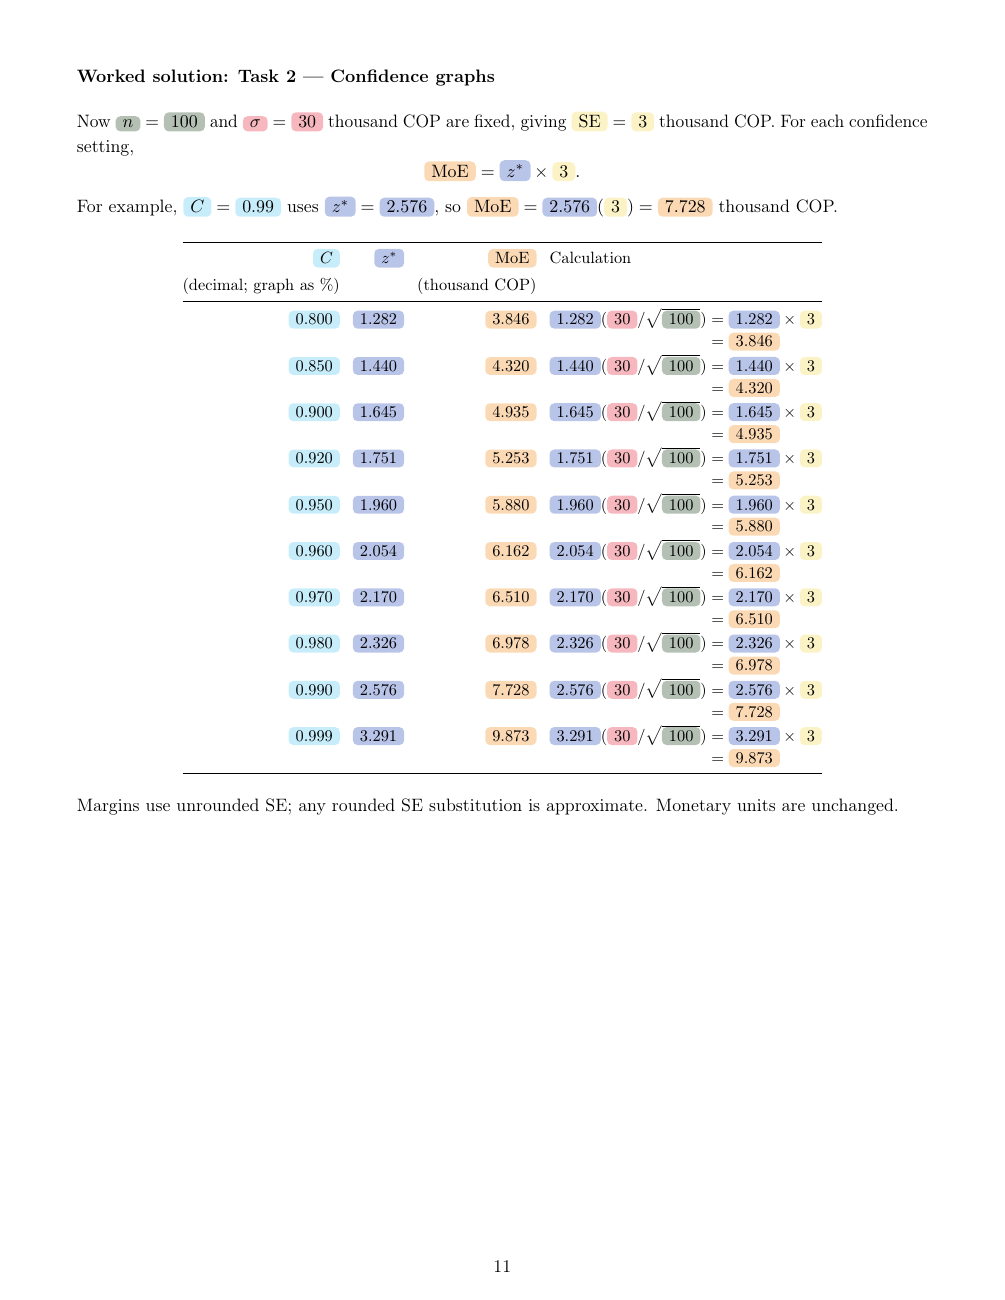 Worked solution: Task 2 — Confidence graphs
Now n = 100 and σ = 30 thousand COP are fixed, giving SE = 3 thousand COP. For each confidence
setting,
MoE = z* × 3 .
For example, C = 0.99 uses z* = 2.576 , so MoE = 2.576 ( 3 ) = 7.728 thousand COP.
C z* MoE Calculation
(decimal; graph as %) (thousand COP)
0.800 1.282 3.846 1.282 ( 30 /√100 ) = 1.282 × 3
= 3.846
0.850 1.440 4.320 1.440 ( 30 /√100 ) = 1.440 × 3
= 4.320
0.900 1.645 4.935 1.645 ( 30 /√100 ) = 1.645 × 3
= 4.935
0.920 1.751 5.253 1.751 ( 30 /√100 ) = 1.751 × 3
= 5.253
0.950 1.960 5.880 1.960 ( 30 /√100 ) = 1.960 × 3
= 5.880
0.960 2.054 6.162 2.054 ( 30 /√100 ) = 2.054 × 3
= 6.162
0.970 2.170 6.510 2.170 ( 30 /√100 ) = 2.170 × 3
= 6.510
0.980 2.326 6.978 2.326 ( 30 /√100 ) = 2.326 × 3
= 6.978
0.990 2.576 7.728 2.576 ( 30 /√100 ) = 2.576 × 3
= 7.728
0.999 3.291 9.873 3.291 ( 30 /√100 ) = 3.291 × 3
= 9.873
Margins use unrounded SE; any rounded SE substitution is approximate. Monetary units are unchanged.
11